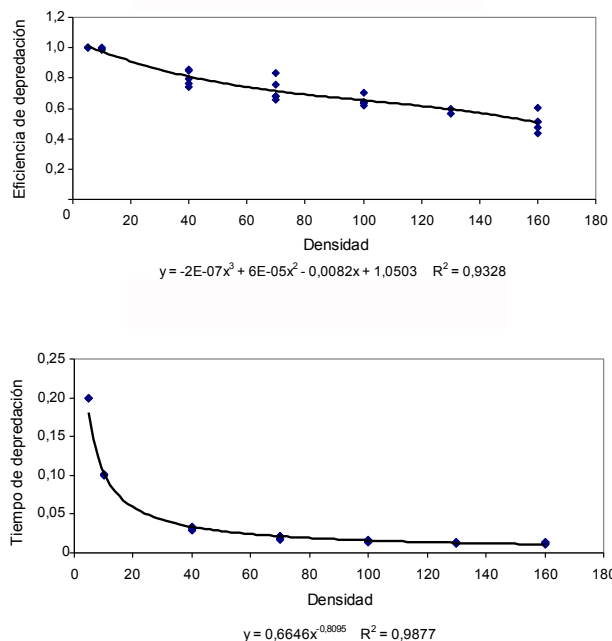 1,2
1,0
0,8
0,6
0,4
0,2
0 20 40 60 80 100 120 140 160 180
Eficiencia de depredación
Densidad
y = -2E-07x³ + 6E-05x² - 0,0082x + 1,0503 R² = 0,9328
0,25
0,20
0,15
0,10
0,05
0
0 20 40 60 80 100 120 140 160 180
Tiempo de depredación
Densidad
y = 0,6646x⁻⁰,⁸⁰⁹⁵ R² = 0,9877